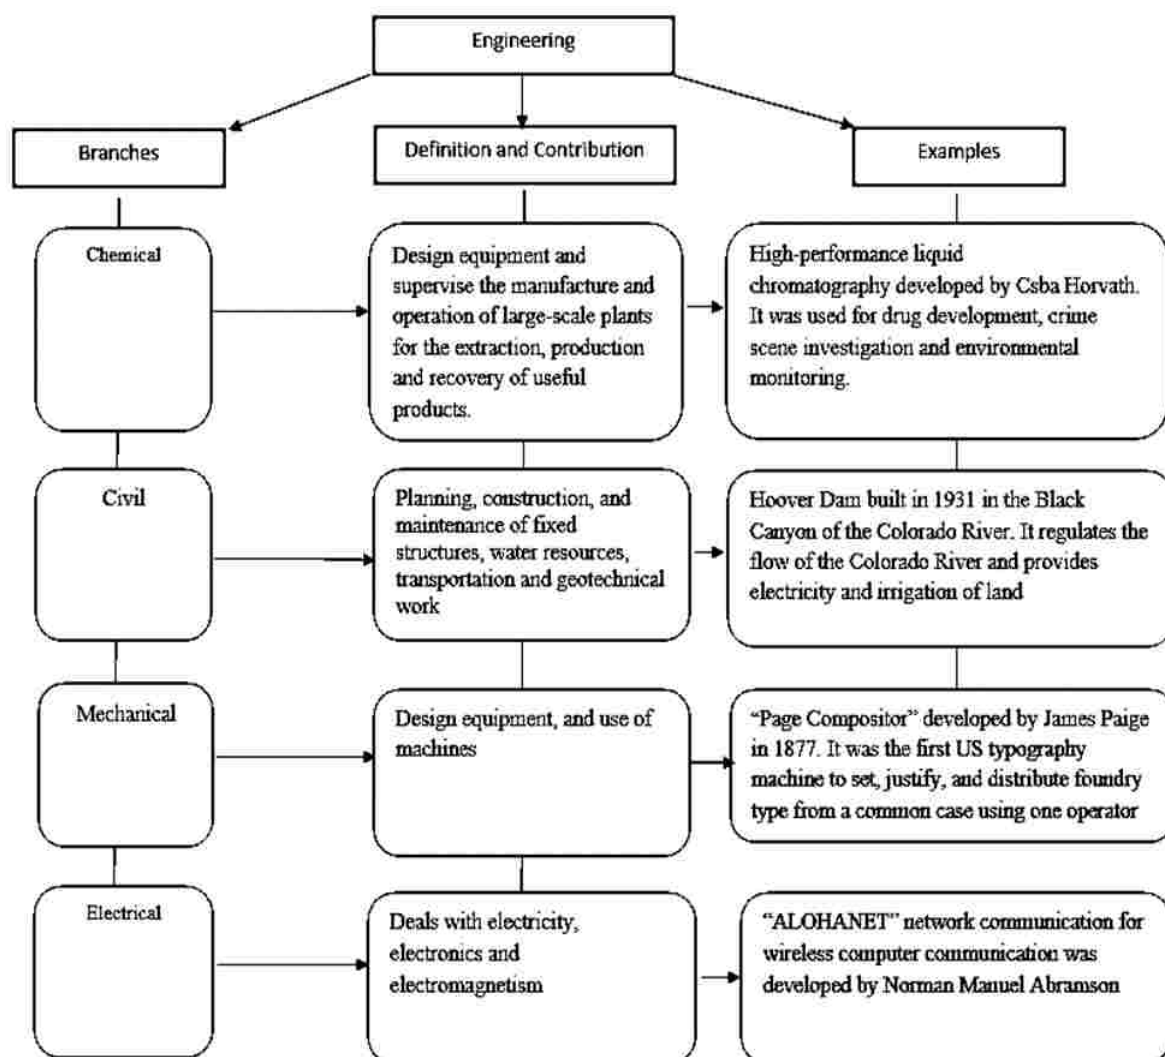 Engineering
Branches
Definition and Contribution
Examples
Chemical
Design equipment and
supervise the manufacture and
operation of large-scale plants
for the extraction, production
and recovery of useful
products.
High-performance liquid
chromatography developed by Csba Horvath.
It was used for drug development, crime
scene investigation and environmental
monitoring.
Civil
Planning, construction, and
maintenance of fixed
structures, water resources,
transportation and geotechnical
work
Hoover Dam built in 1931 in the Black
Canyon of the Colorado River. It regulates the
flow of the Colorado River and provides
electricity and irrigation of land
Mechanical
Design equipment, and use of
machines
“Page Compositor” developed by James Paige
in 1877. It was the first US typography
machine to set, justify, and distribute foundry
type from a common case using one operator
Electrical
Deals with electricity,
electronics and
electromagnetism
“ALOHANET” network communication for
wireless computer communication was
developed by Norman Manuel Abramson